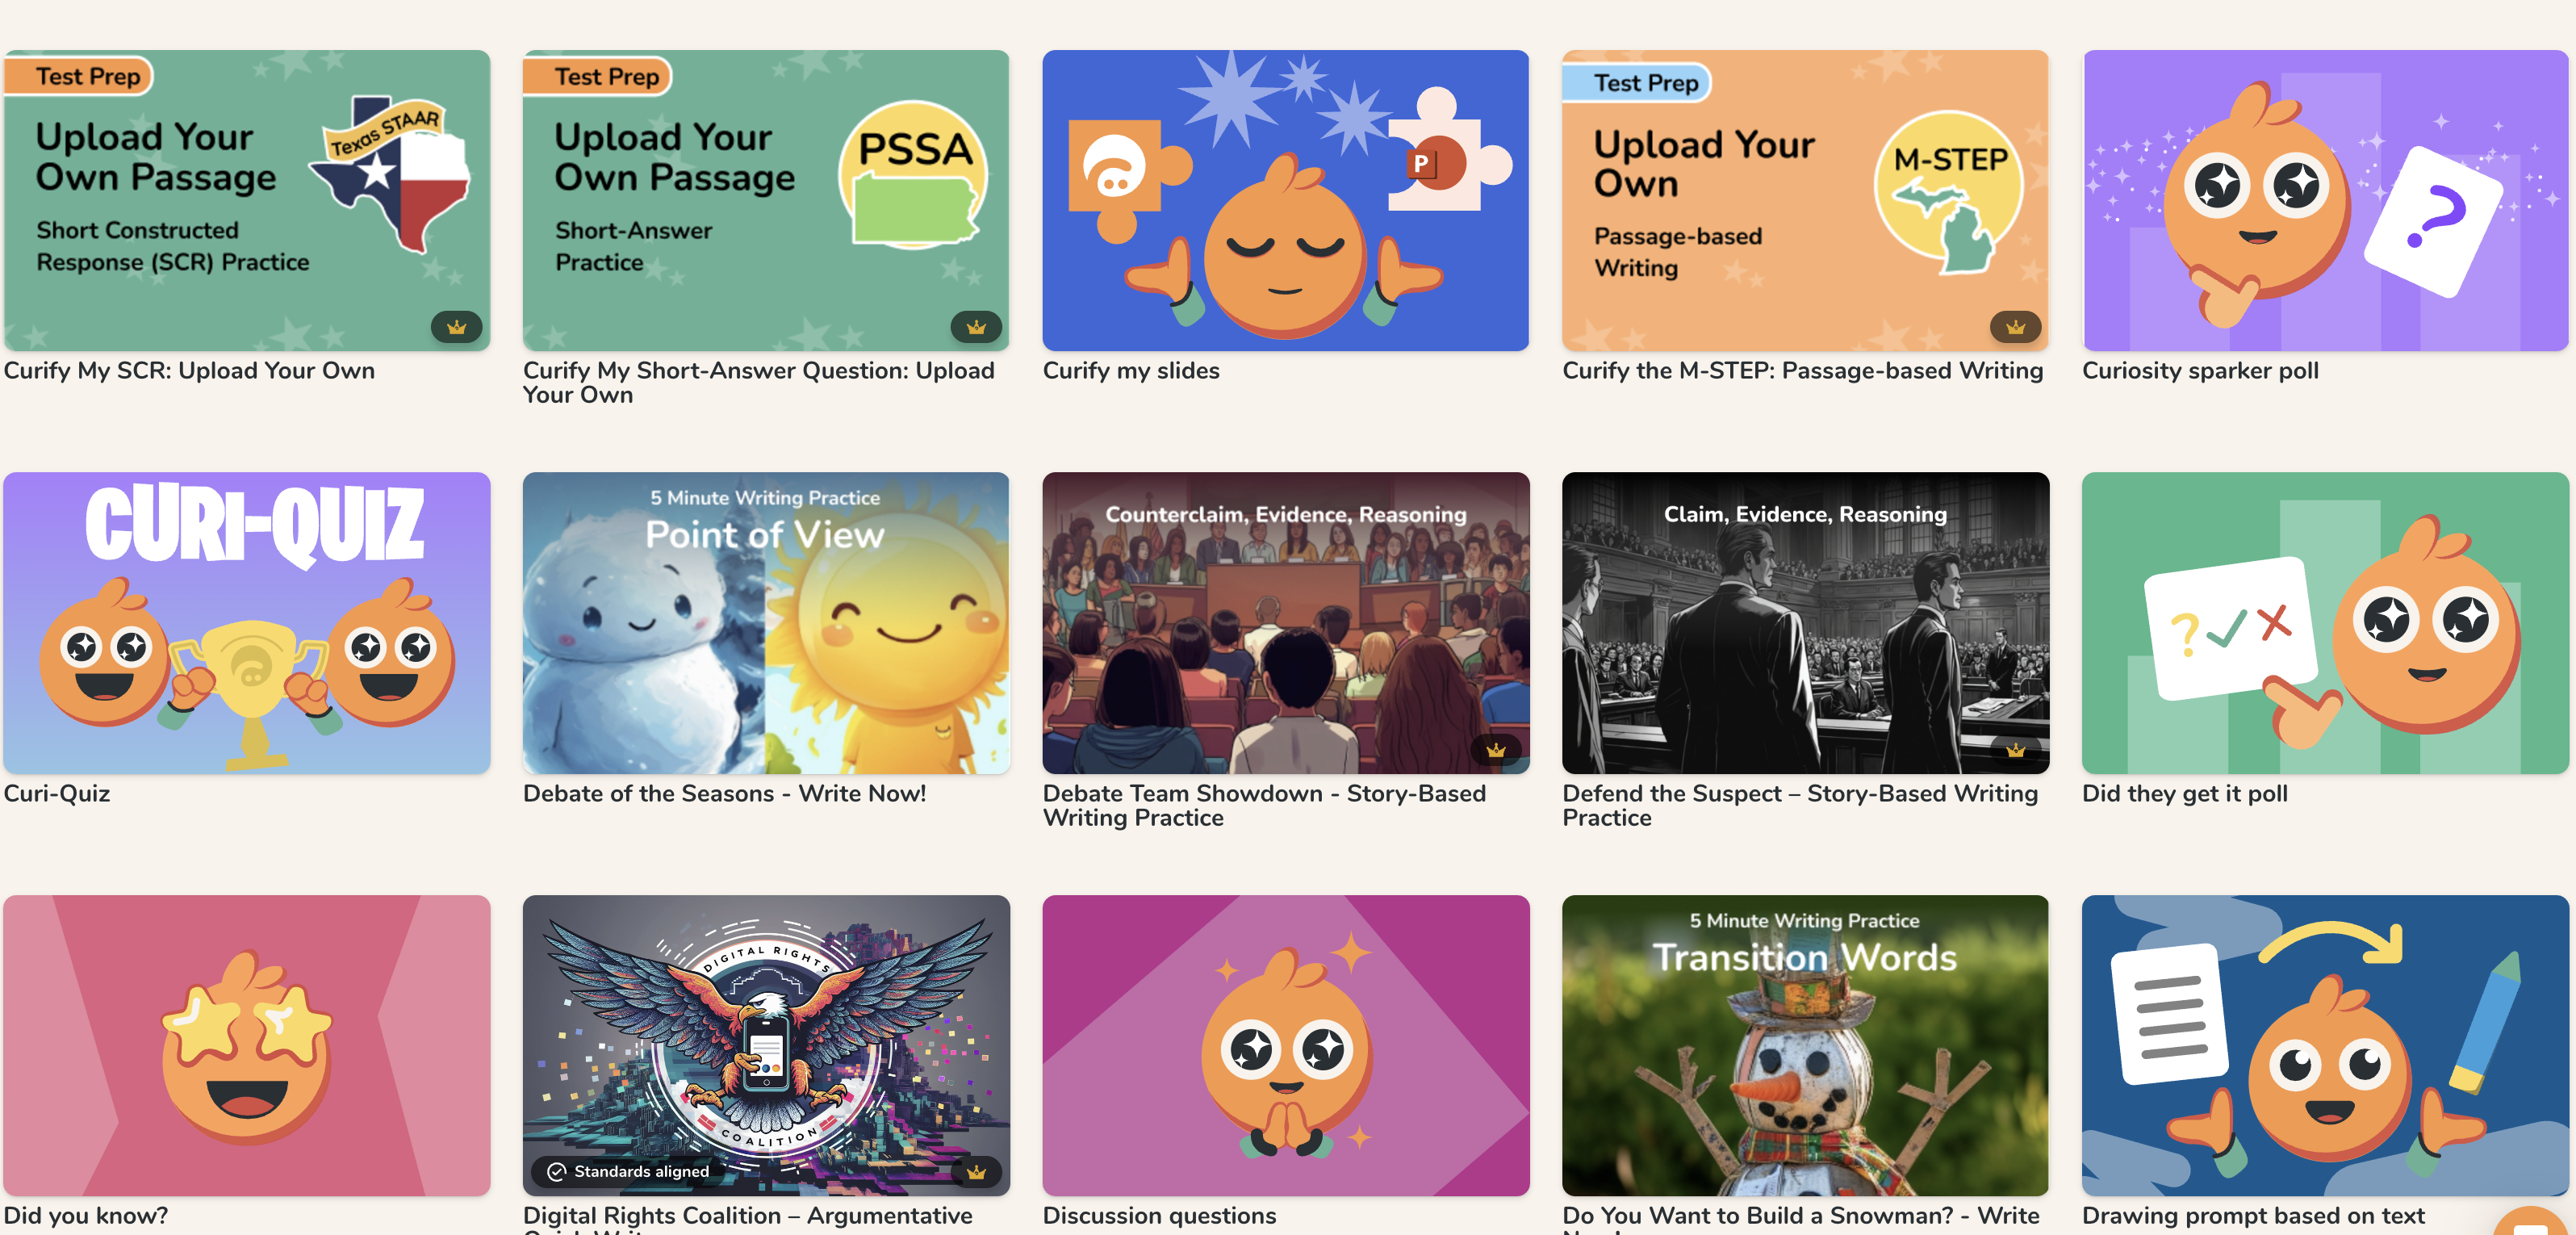 Test Prep
Upload Your
Own Passage
Short Constructed
Response (SCR) Practice
Texas STAAR
Curify My SCR: Upload Your Own
Test Prep
Upload Your
Own Passage
Short-Answer
Practice
PSSA
Curify My Short-Answer Question: Upload
Your Own
P
Curify my slides
Test Prep
Upload Your
Own
Passage-based
Writing
M-STEP
Curify the M-STEP: Passage-based Writing
?
Curiosity sparker poll
CURI-QUIZ
Curi-Quiz
5 Minute Writing Practice
Point of View
Debate of the Seasons - Write Now!
Counterclaim, Evidence, Reasoning
Debate Team Showdown - Story-Based
Writing Practice
Claim, Evidence, Reasoning
Defend the Suspect – Story-Based Writing
Practice
?
Did they get it poll
Did you know?
DIGITAL RIGHTS
COALITION
Standards aligned
Digital Rights Coalition – Argumentative
Discussion questions
5 Minute Writing Practice
Transition Words
Do You Want to Build a Snowman? - Write
Drawing prompt based on text